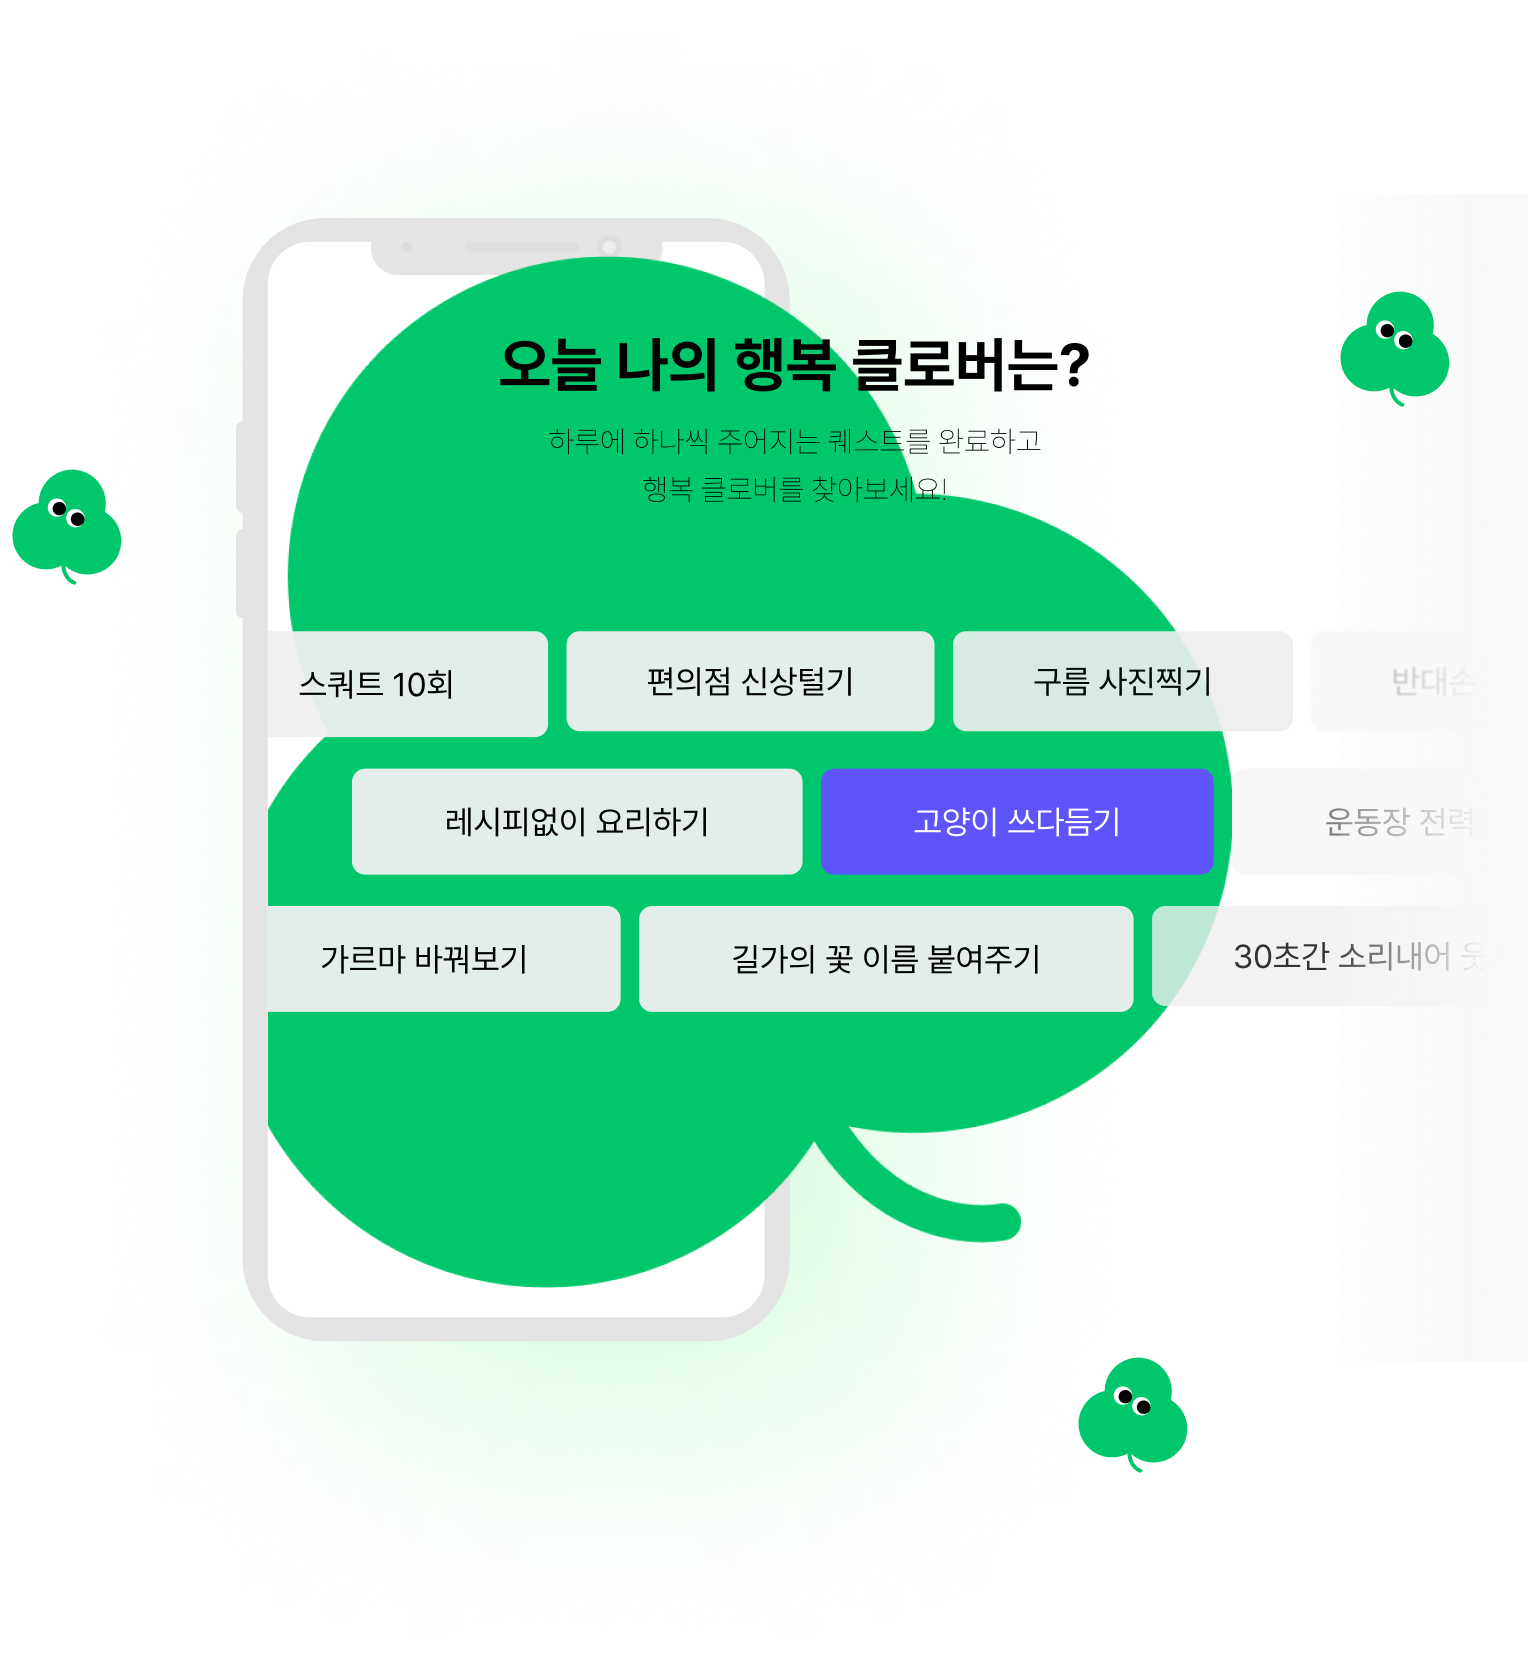 오늘 나의 행복 클로버는?
하루에 하나씩 주어지는 퀘스트를 완료하고
행복 클로버를 찾아보세요!
스쿼트 10회 편의점 신상털기 구름 사진찍기 반대손
레시피없이 요리하기 고양이 쓰다듬기 운동장 전력
가르마 바꿔보기 길가의 꽃 이름 붙여주기 30초간 소리내어